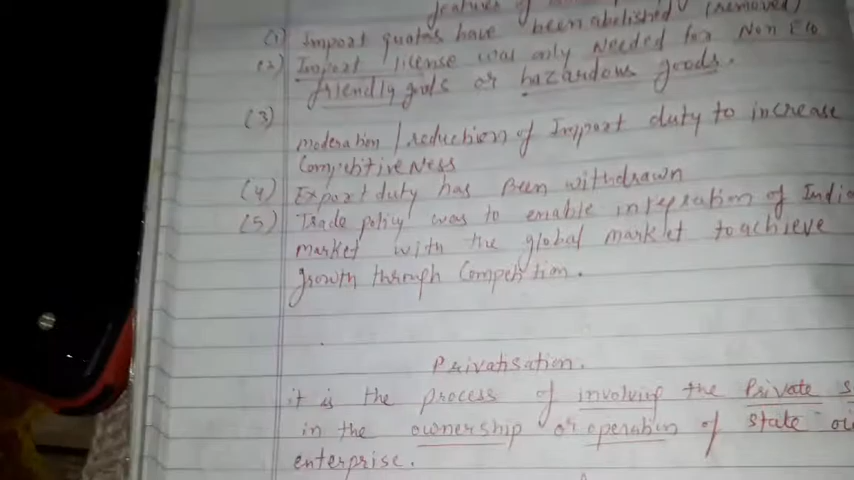 features of
(1) Import quotas have been abolished (removed)
(2) Import license was only needed for Non Eco
friendly goods or hazardous goods.
(3)
moderation / reduction of Import duty to increase
Competitiveness
(4) Export duty has been withdrawn
(5) Trade policy was to enable integration of India
market with the global market to achieve
growth through Competition.
Privatisation.
it is the process of involving the Private s
in the ownership or operation of state ow
enterprise.